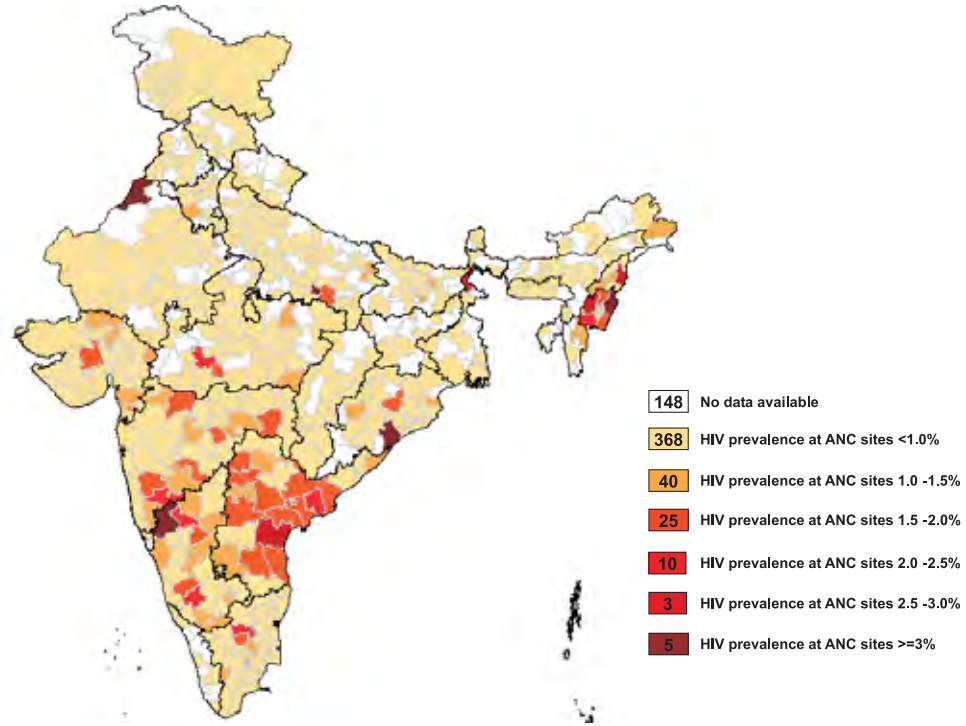 148 No data available
368 HIV prevalence at ANC sites <1.0%
40 HIV prevalence at ANC sites 1.0 -1.5%
25 HIV prevalence at ANC sites 1.5 -2.0%
10 HIV prevalence at ANC sites 2.0 -2.5%
3 HIV prevalence at ANC sites 2.5 -3.0%
5 HIV prevalence at ANC sites >=3%